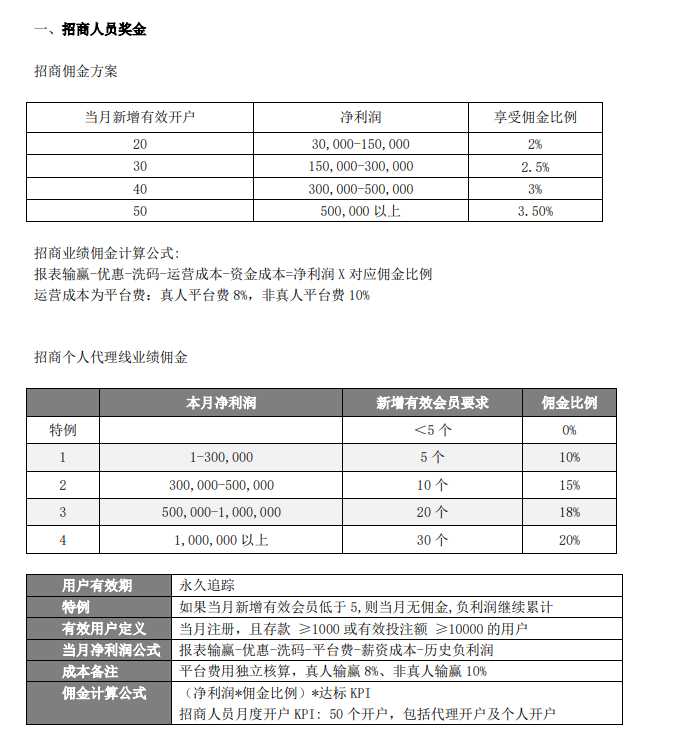 一、招商人员奖金
招商佣金方案
当月新增有效开户 净利润 享受佣金比例
20 30,000-150,000 2%
30 150,000-300,000 2.5%
40 300,000-500,000 3%
50 500,000 以上 3.50%
招商业绩佣金计算公式:
报表输赢-优惠-洗码-运营成本-资金成本=净利润 X 对应佣金比例
运营成本为平台费: 真人平台费 8%, 非真人平台费 10%
招商个人代理线业绩佣金
本月净利润 新增有效会员要求 佣金比例
特例 <5 个 0%
1 1-300,000 5 个 10%
2 300,000-500,000 10 个 15%
3 500,000-1,000,000 20 个 18%
4 1,000,000 以上 30 个 20%
用户有效期 永久追踪
特例 如果当月新增有效会员低于 5,则当月无佣金,负利润继续累计
有效用户定义 当月注册, 且存款 ≥1000 或有效投注额 ≥10000 的用户
当月净利润公式 报表输赢-优惠-洗码-平台费-薪资成本-历史负利润
成本备注 平台费用独立核算, 真人输赢 8%、非真人输赢 10%
佣金计算公式 (净利润*佣金比例) *达标 KPI
招商人员月度开户 KPI: 50 个开户, 包括代理开户及个人开户